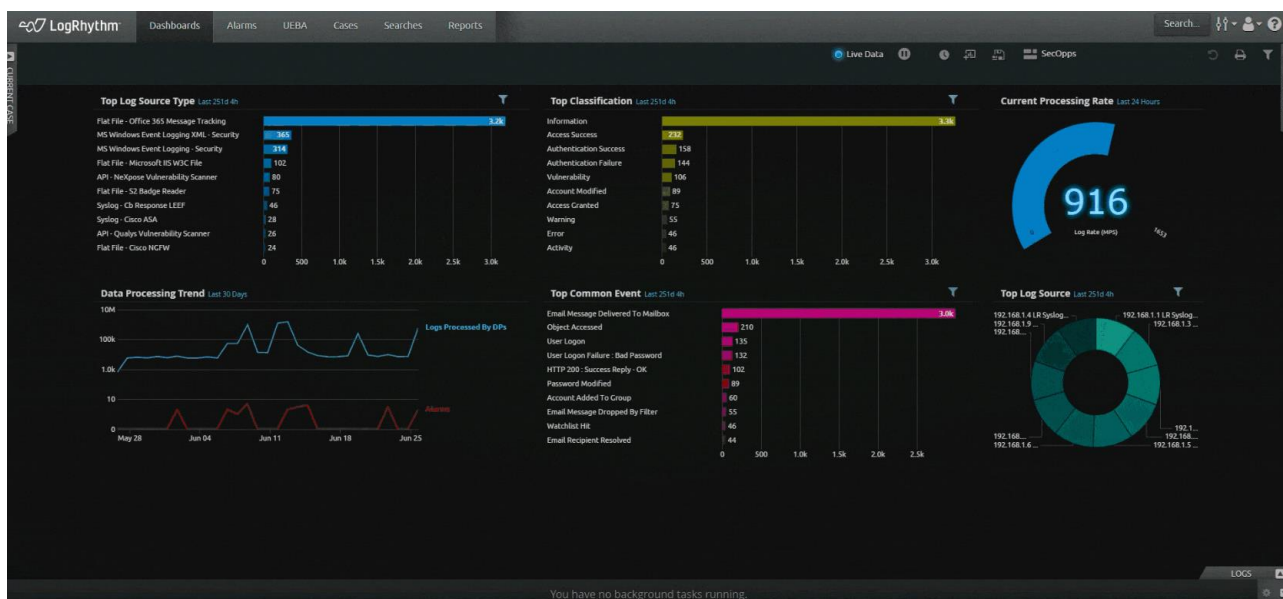 LogRhythm Dashboards Alarms UEBA Cases Searches Reports Search...
Live Data SecOpps
CURRENT CASE
Top Log Source Type Last 251d 4h
Flat File - Office 365 Message Tracking 3.2k
MS Windows Event Logging XML - Security 365
MS Windows Event Logging - Security 314
Flat File - Microsoft IIS W3C File 102
API - NeXpose Vulnerability Scanner 80
Flat File - S2 Badge Reader 75
Syslog - Cb Response LEEF 46
Syslog - Cisco ASA 28
API - Qualys Vulnerability Scanner 26
Flat File - Cisco NGFW 24
0 500 1.0k 1.5k 2.0k 2.5k 3.0k
Top Classification Last 251d 4h
Information 3.3k
Access Success 232
Authentication Success 158
Authentication Failure 144
Vulnerability 106
Account Modified 89
Access Granted 75
Warning 55
Error 46
Activity 46
0 500 1.0k 1.5k 2.0k 2.5k 3.0k
Current Processing Rate Last 24 Hours
916
Log Rate (MPS)
0 1653
Data Processing Trend Last 30 Days
10M
100k
1.0k
10
0
Logs Processed By DPs
Alarms
May 28 Jun 04 Jun 11 Jun 18 Jun 25
Top Common Event Last 251d 4h
Email Message Delivered To Mailbox 3.0k
Object Accessed 210
User Logon 135
User Logon Failure : Bad Password 132
HTTP 200 : Success Reply - OK 102
Password Modified 89
Account Added To Group 60
Email Message Dropped By Filter 55
Watchlist Hit 46
Email Recipient Resolved 44
0 500 1.0k 1.5k 2.0k 2.5k
Top Log Source Last 251d 4h
192.168.1.4 LR Syslog... 192.168.1.1 LR Syslog...
192.168.1.9 ... 192.168.1.3 ...
192.168....
192.1...
192.168.... 192.168....
192.168.1.6 ... 192.168.1.5 ...
LOGS
You have no background tasks running.